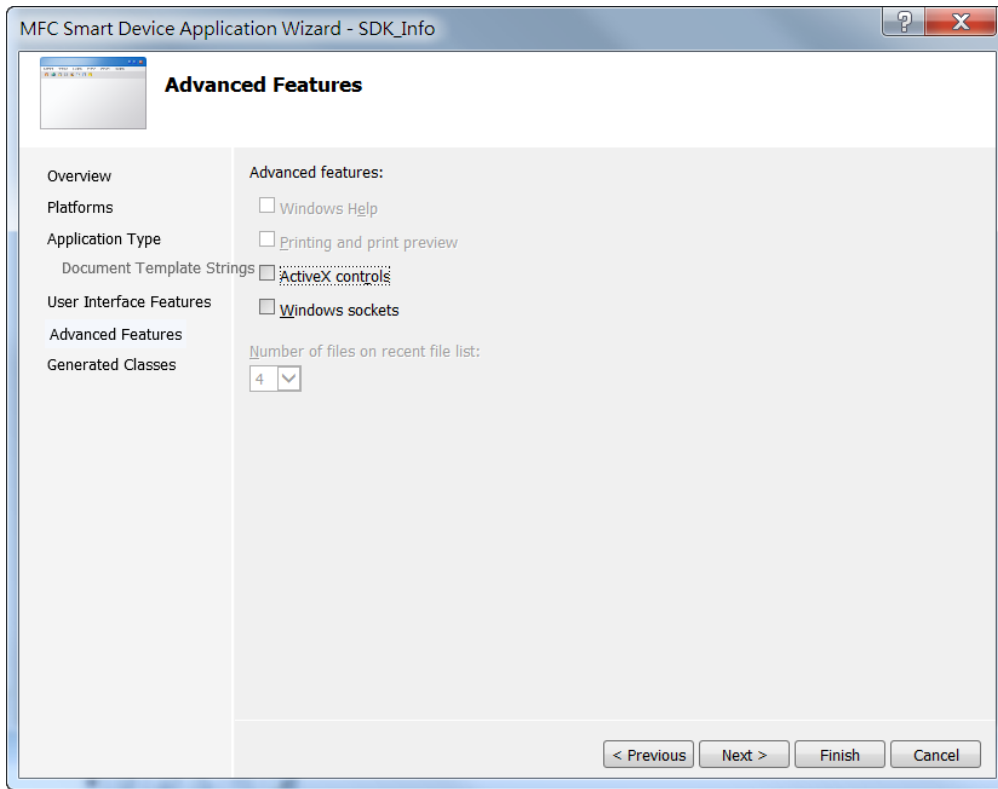 MFC Smart Device Application Wizard - SDK_Info
Advanced Features
Overview
Platforms
Application Type
Document Template Strings
User Interface Features
Advanced Features
Generated Classes
Advanced features:
Windows Help
Printing and print preview
ActiveX controls
Windows sockets
Number of files on recent file list:
4
< Previous
Next >
Finish
Cancel